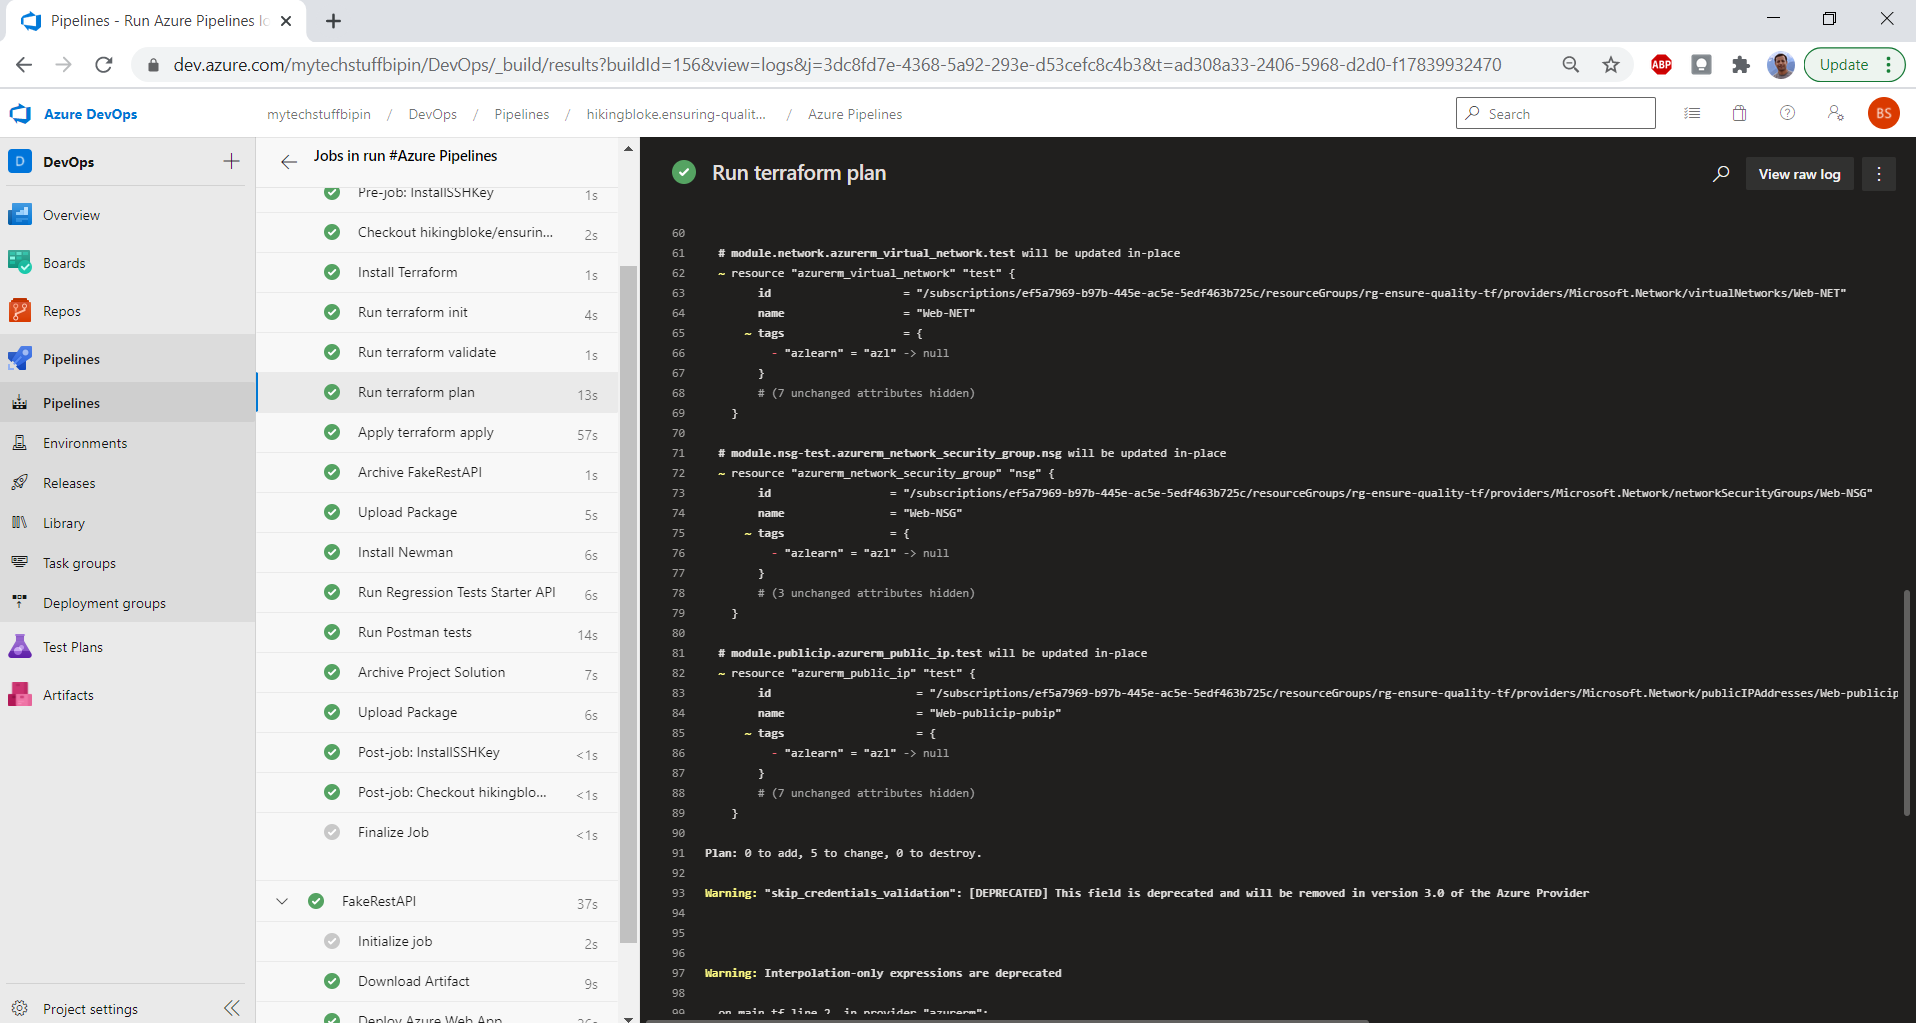 Pipelines - Run Azure Pipelines lo
dev.azure.com/mytechstuffbipin/DevOps/_build/results?buildId=156&view=logs&j=3dc8fd7e-4368-5a92-293e-d53cefc8c4b3&t=ad308a33-2406-5968-d2d0-f17839932470
ABP
Update
Azure DevOps
mytechstuffbipin / DevOps / Pipelines / hikingbloke.ensuring-qualit... / Azure Pipelines
Search
BS
D DevOps
Overview
Boards
Repos
Pipelines
Pipelines
Environments
Releases
Library
Task groups
Deployment groups
Test Plans
Artifacts
Project settings
Jobs in run #Azure Pipelines
Pre-job: InstallSSHKey 1s
Checkout hikingbloke/ensurin... 2s
Install Terraform 1s
Run terraform init 4s
Run terraform validate 1s
Run terraform plan 13s
Apply terraform apply 57s
Archive FakeRestAPI 1s
Upload Package 5s
Install Newman 6s
Run Regression Tests Starter API 6s
Run Postman tests 14s
Archive Project Solution 7s
Upload Package 6s
Post-job: InstallSSHKey <1s
Post-job: Checkout hikingblo... <1s
Finalize Job <1s
FakeRestAPI 37s
Initialize job 2s
Download Artifact 9s
Deploy Azure Web App 26s
Run terraform plan
View raw log
60
61 # module.network.azurerm_virtual_network.test will be updated in-place
62 ~ resource "azurerm_virtual_network" "test" {
63 id = "/subscriptions/ef5a7969-b97b-445e-ac5e-5edf463b725c/resourceGroups/rg-ensure-quality-tf/providers/Microsoft.Network/virtualNetworks/Web-NET"
64 name = "Web-NET"
65 ~ tags = {
66 - "azlearn" = "azl" -> null
67 }
68 # (7 unchanged attributes hidden)
69 }
70
71 # module.nsg-test.azurerm_network_security_group.nsg will be updated in-place
72 ~ resource "azurerm_network_security_group" "nsg" {
73 id = "/subscriptions/ef5a7969-b97b-445e-ac5e-5edf463b725c/resourceGroups/rg-ensure-quality-tf/providers/Microsoft.Network/networkSecurityGroups/Web-NSG"
74 name = "Web-NSG"
75 ~ tags = {
76 - "azlearn" = "azl" -> null
77 }
78 # (3 unchanged attributes hidden)
79 }
80
81 # module.publicip.azurerm_public_ip.test will be updated in-place
82 ~ resource "azurerm_public_ip" "test" {
83 id = "/subscriptions/ef5a7969-b97b-445e-ac5e-5edf463b725c/resourceGroups/rg-ensure-quality-tf/providers/Microsoft.Network/publicIPAddresses/Web-publicip
84 name = "Web-publicip-pubip"
85 ~ tags = {
86 - "azlearn" = "azl" -> null
87 }
88 # (7 unchanged attributes hidden)
89 }
90
91 Plan: 0 to add, 5 to change, 0 to destroy.
92
93 Warning: "skip_credentials_validation": [DEPRECATED] This field is deprecated and will be removed in version 3.0 of the Azure Provider
94
95
96
97 Warning: Interpolation-only expressions are deprecated
98
99 on main.tf line 2, in provider "azurerm":